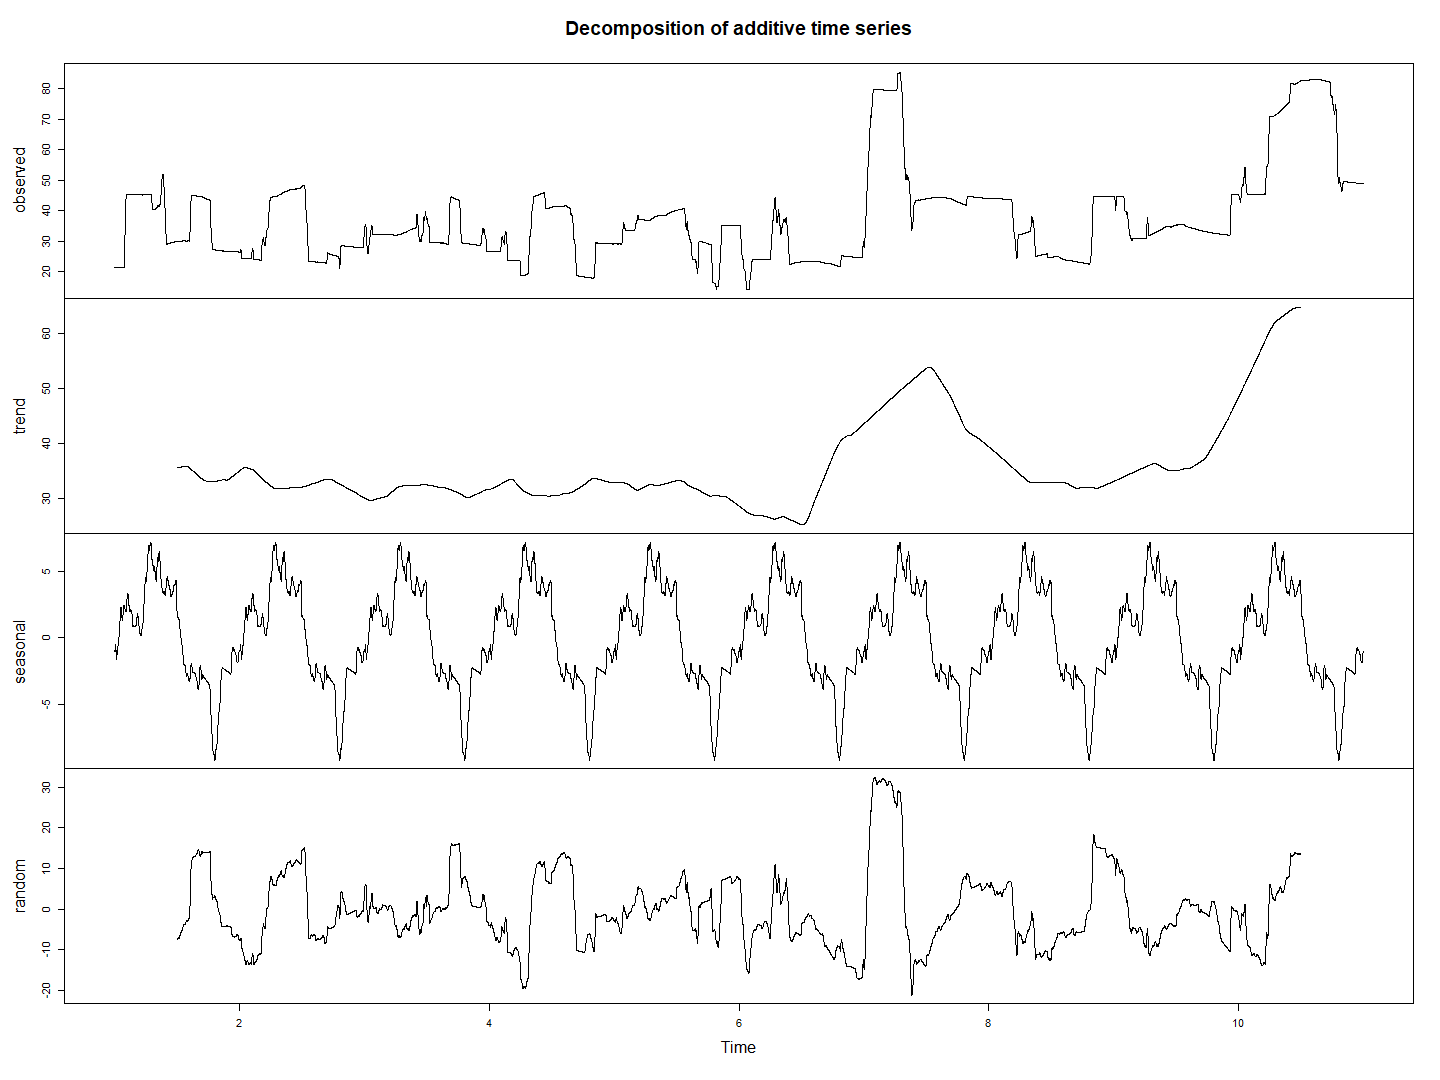 Decomposition of additive time series
observed
20 30 40 50 60 70 80
trend
30 40 50 60
seasonal
-5 0 5
random
-20 -10 0 10 20 30
2 4 6 8 10
Time